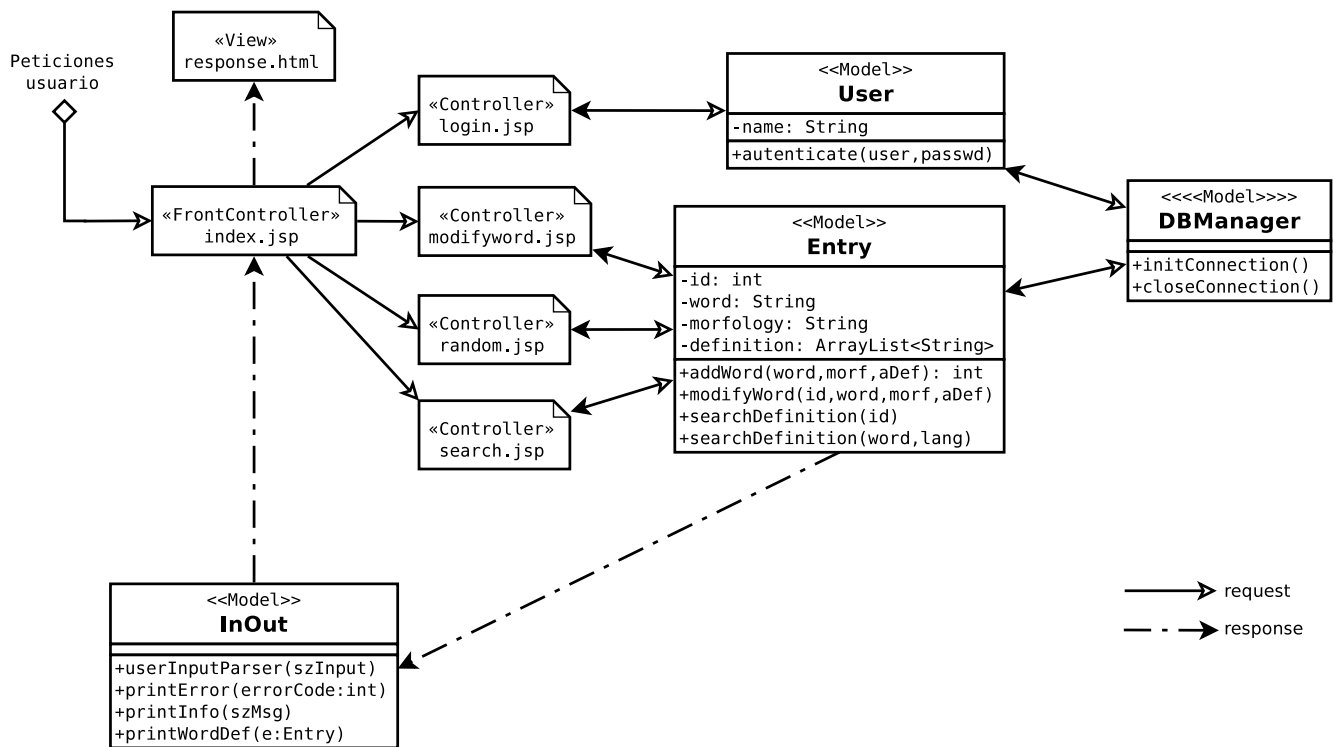 Peticiones
usuario
«View»
response.html
«FrontController»
index.jsp
«Controller»
login.jsp
«Controller»
modifyword.jsp
«Controller»
random.jsp
«Controller»
search.jsp
<<Model>>
User
-name: String
+autenticate(user,passwd)
<<Model>>
Entry
-id: int
-word: String
-morfology: String
-definition: ArrayList<String>
+addWord(word,morf,aDef): int
+modifyWord(id,word,morf,aDef)
+searchDefinition(id)
+searchDefinition(word,lang)
<<<<Model>>>>
DBManager
+initConnection()
+closeConnection()
<<Model>>
InOut
+userInputParser(szInput)
+printError(errorCode:int)
+printInfo(szMsg)
+printWordDef(e:Entry)
request
response